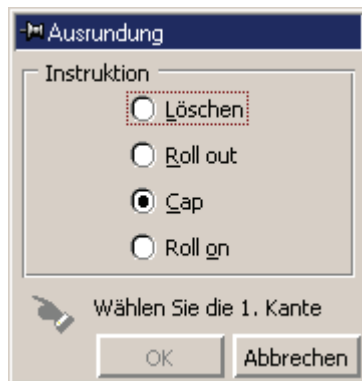 Ausrundung
Instruktion
Löschen
Roll out
Cap
Roll on
Wählen Sie die 1. Kante
OK Abbrechen